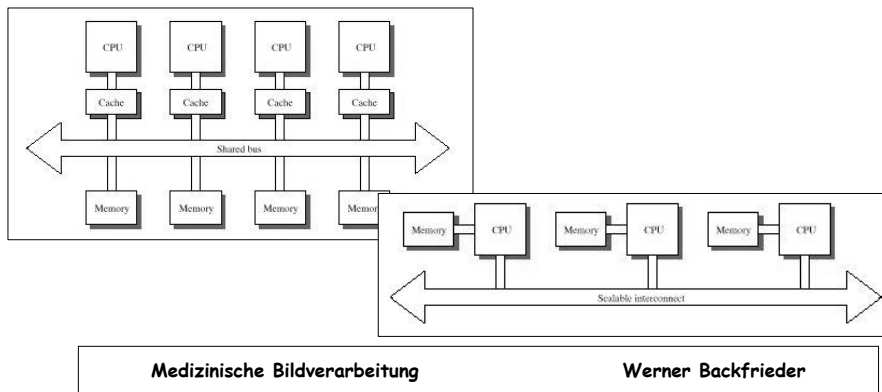 CPU CPU CPU CPU
Cache Cache Cache Cache
Shared bus
Memory Memory Memory Memory
Memory CPU Memory CPU Memory CPU
Scalable interconnect
Medizinische Bildverarbeitung Werner Backfrieder